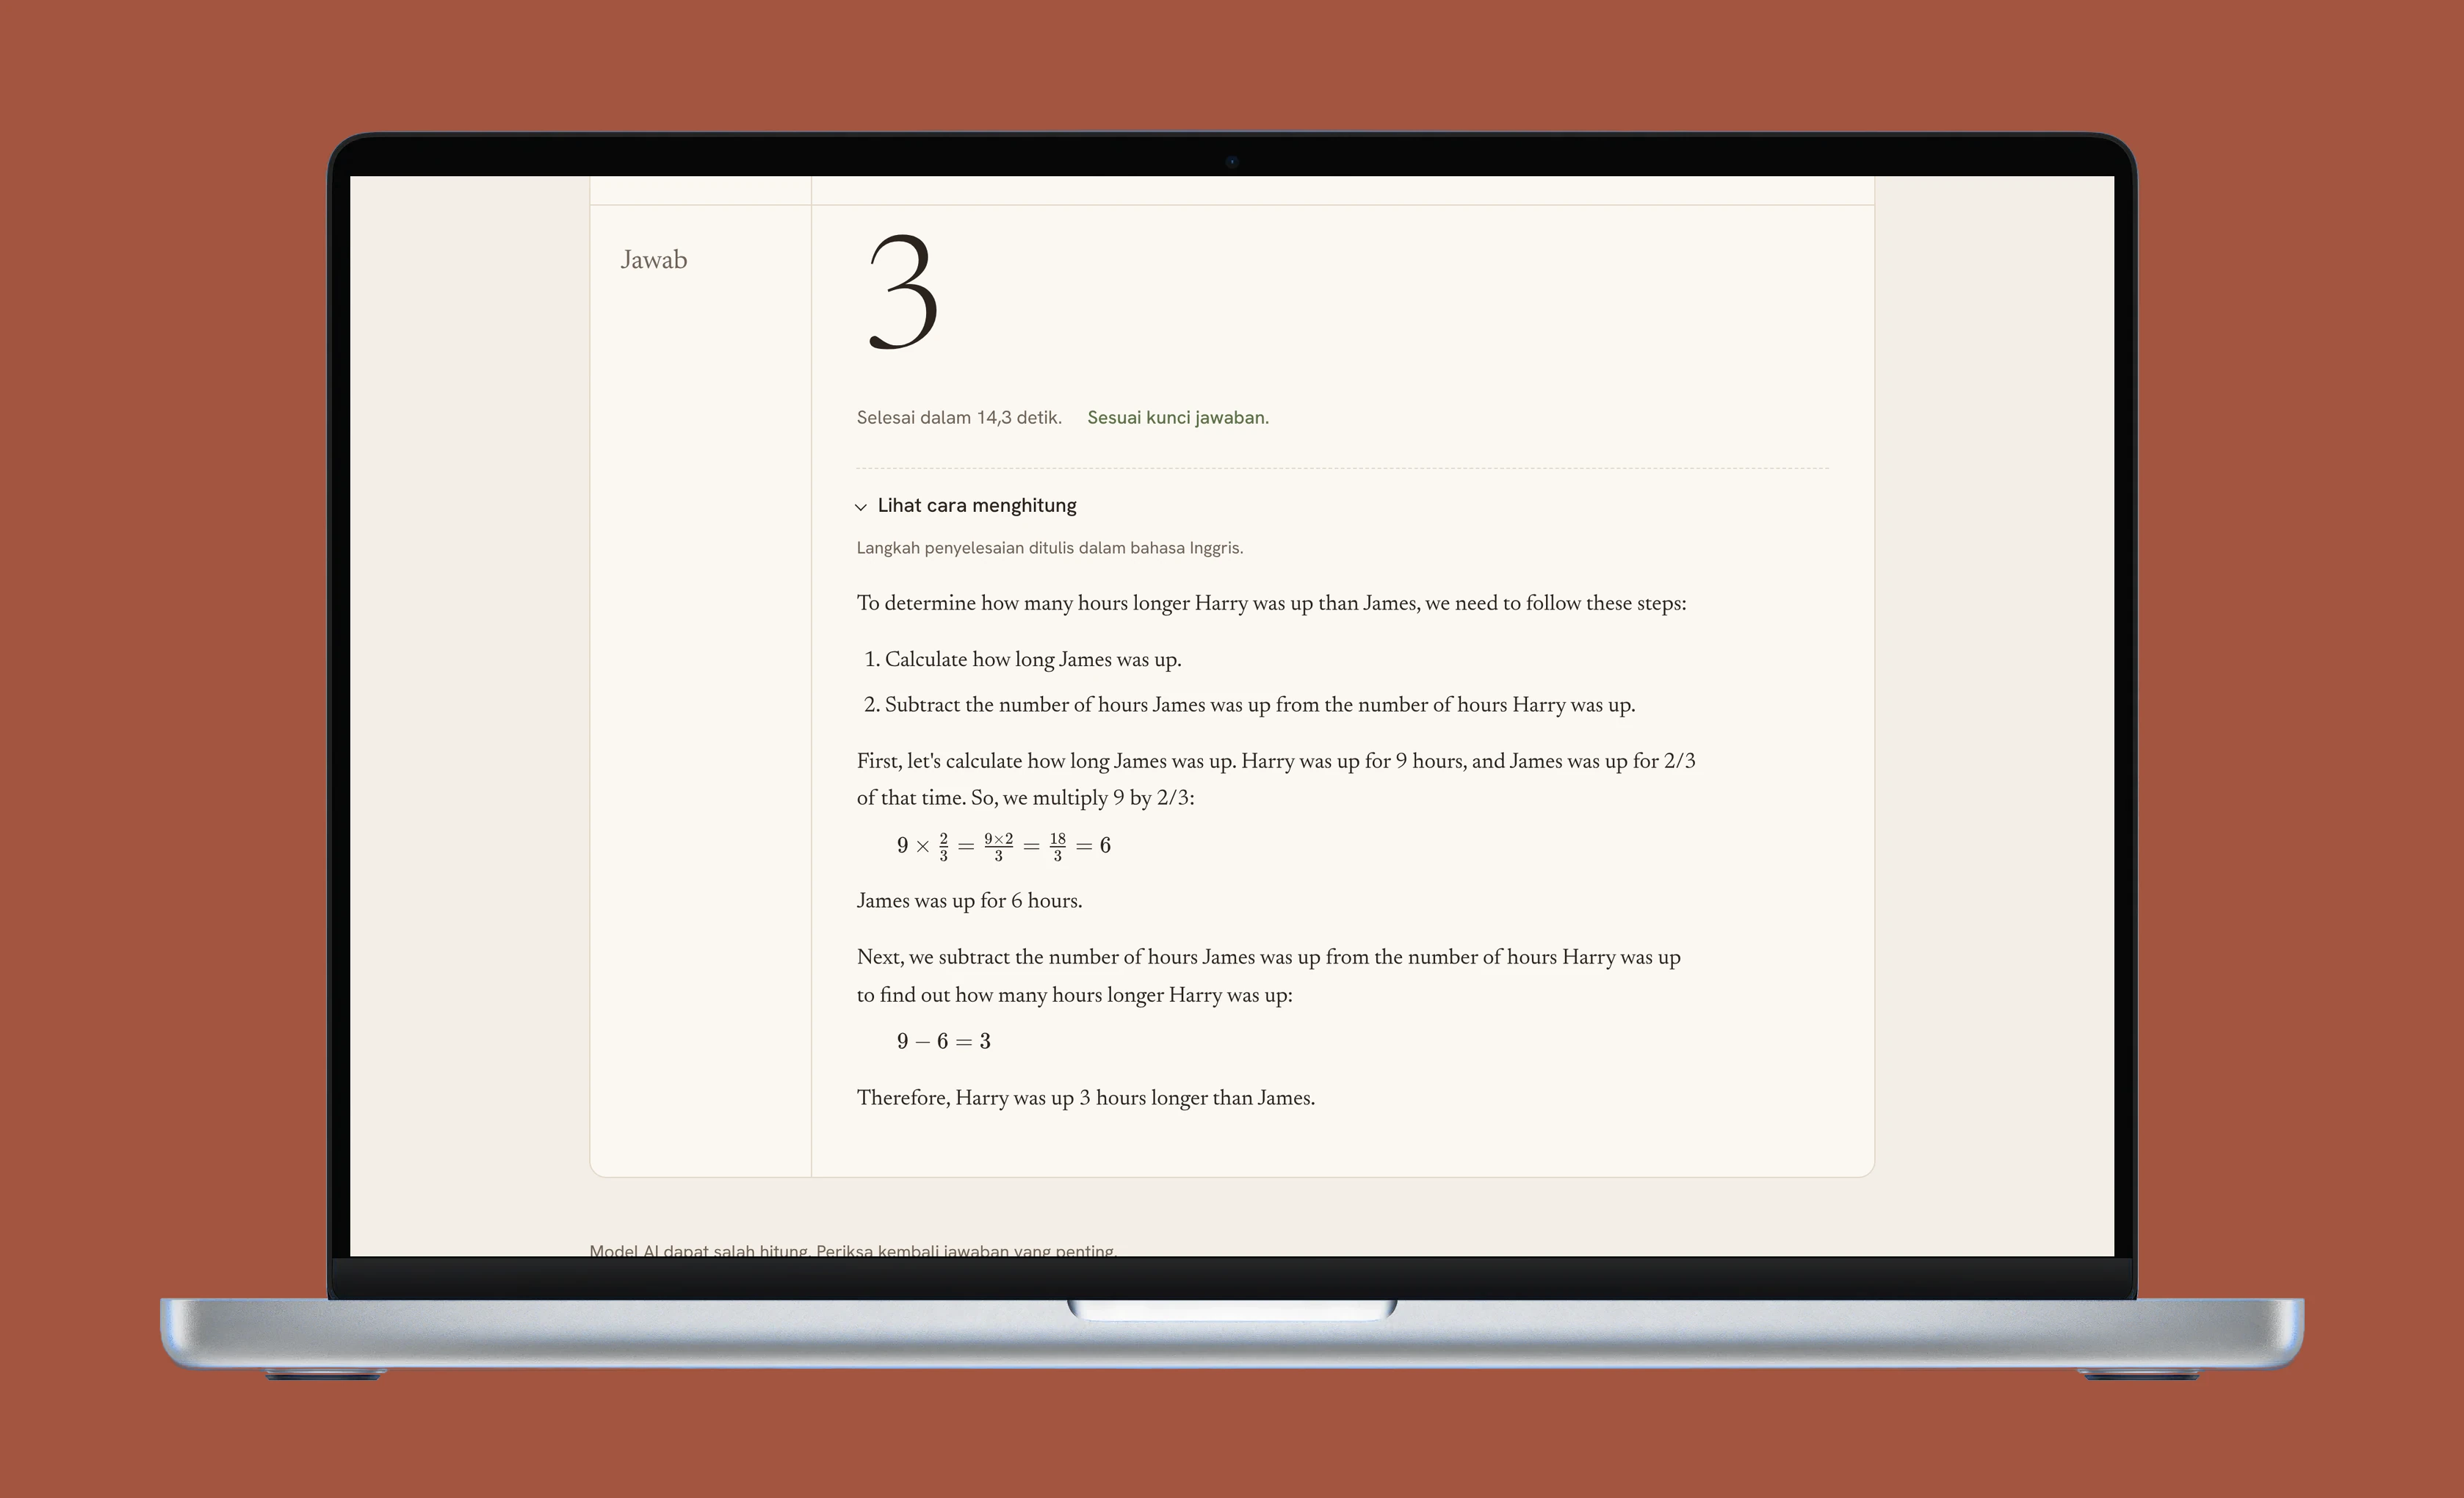 Jawab
3
Selesai dalam 14,3 detik. Sesuai kunci jawaban.
Lihat cara menghitung
Langkah penyelesaian ditulis dalam bahasa Inggris.
To determine how many hours longer Harry was up than James, we need to follow these steps:
1. Calculate how long James was up.
2. Subtract the number of hours James was up from the number of hours Harry was up.
First, let's calculate how long James was up. Harry was up for 9 hours, and James was up for 2/3
of that time. So, we multiply 9 by 2/3:
9 × 2/3 = 9×2/3 = 18/3 = 6
James was up for 6 hours.
Next, we subtract the number of hours James was up from the number of hours Harry was up
to find out how many hours longer Harry was up:
9 − 6 = 3
Therefore, Harry was up 3 hours longer than James.
Model AI dapat salah hitung. Periksa kembali jawaban yang penting.